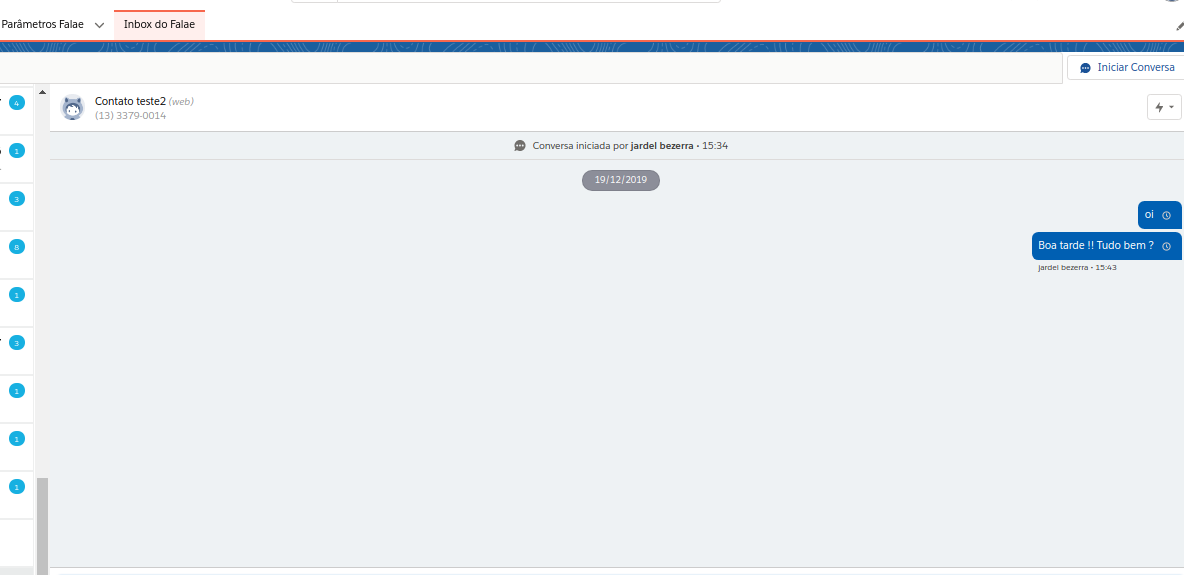 Parâmetros Falae
Inbox do Falae
Iniciar Conversa
4
1
3
8
1
3
1
1
1
Contato teste2 (web)
(13) 3379-0014
Conversa iniciada por jardel bezerra • 15:34
19/12/2019
oi
Boa tarde !! Tudo bem ?
jardel bezerra • 15:43